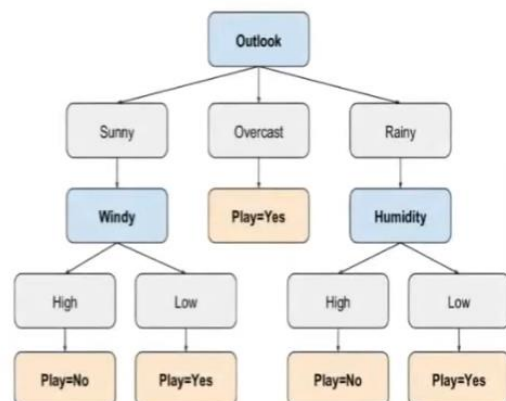 Outlook
Sunny
Overcast
Rainy
Windy
Play=Yes
Humidity
High
Low
High
Low
Play=No
Play=Yes
Play=No
Play=Yes